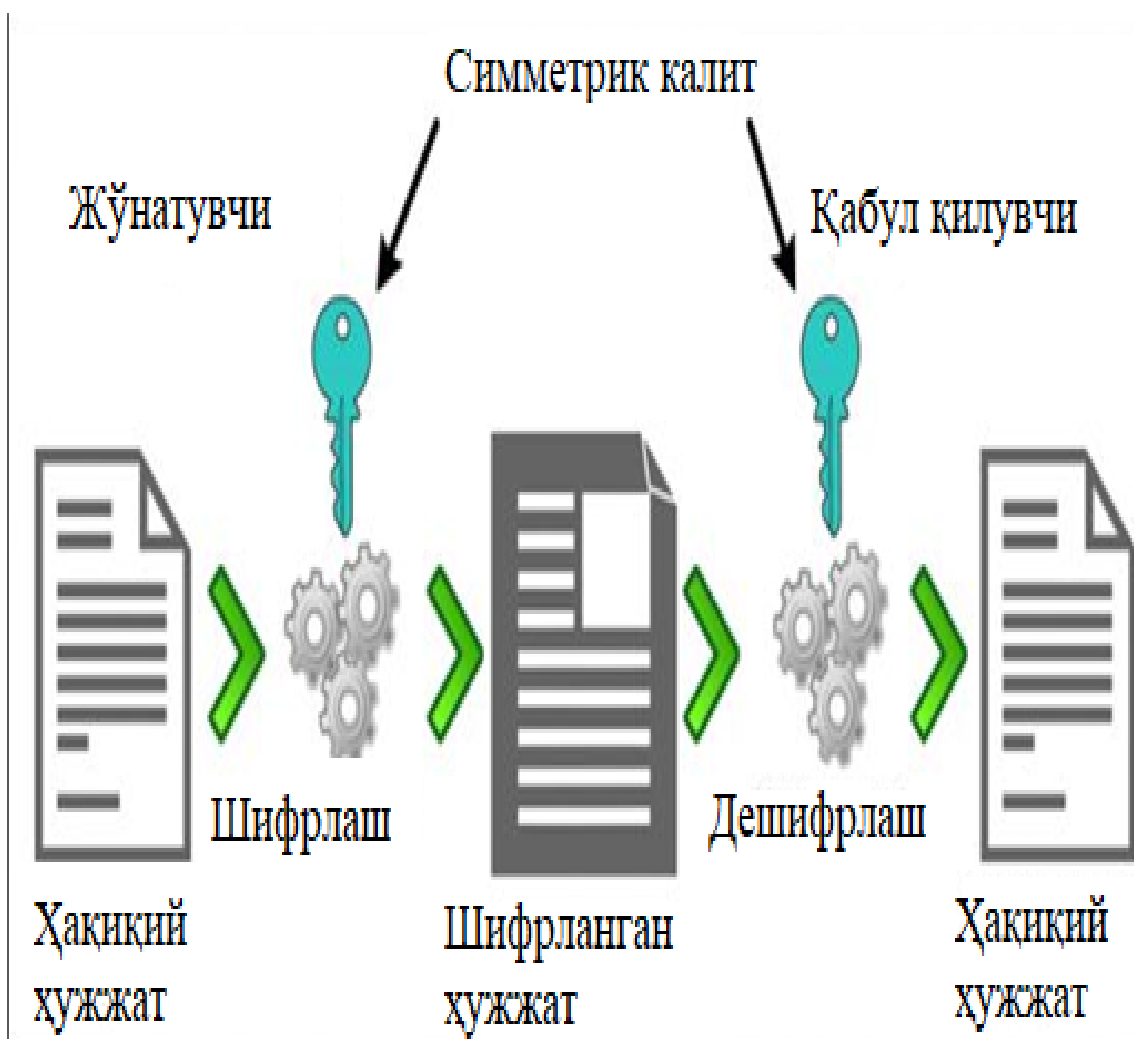 Симметрик калит
Жўнатувчи
Қабул қилувчи
Шифрлаш
Дешифрлаш
Ҳақиқий
ҳужжат
Шифрланган
ҳужжат
Ҳақиқий
ҳужжат